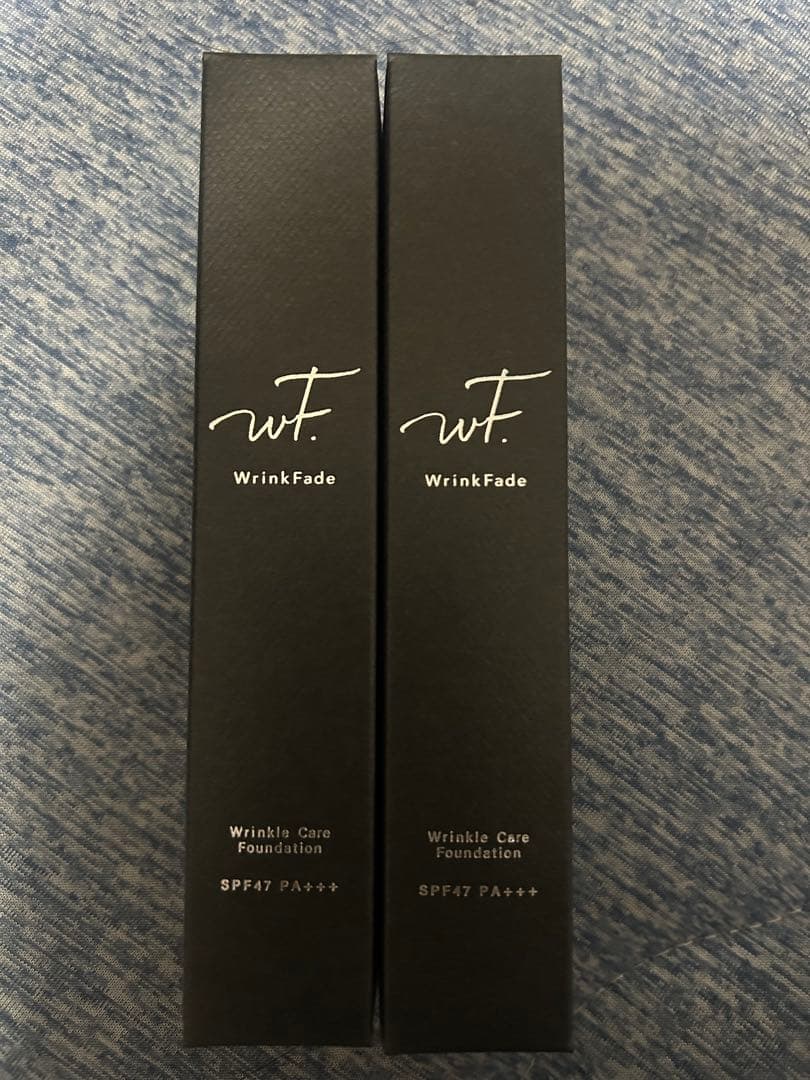 wF.
WrinkFade
Wrinkle Care
Foundation
SPF47 PA+++
wF.
WrinkFade
Wrinkle Care
Foundation
SPF47 PA+++